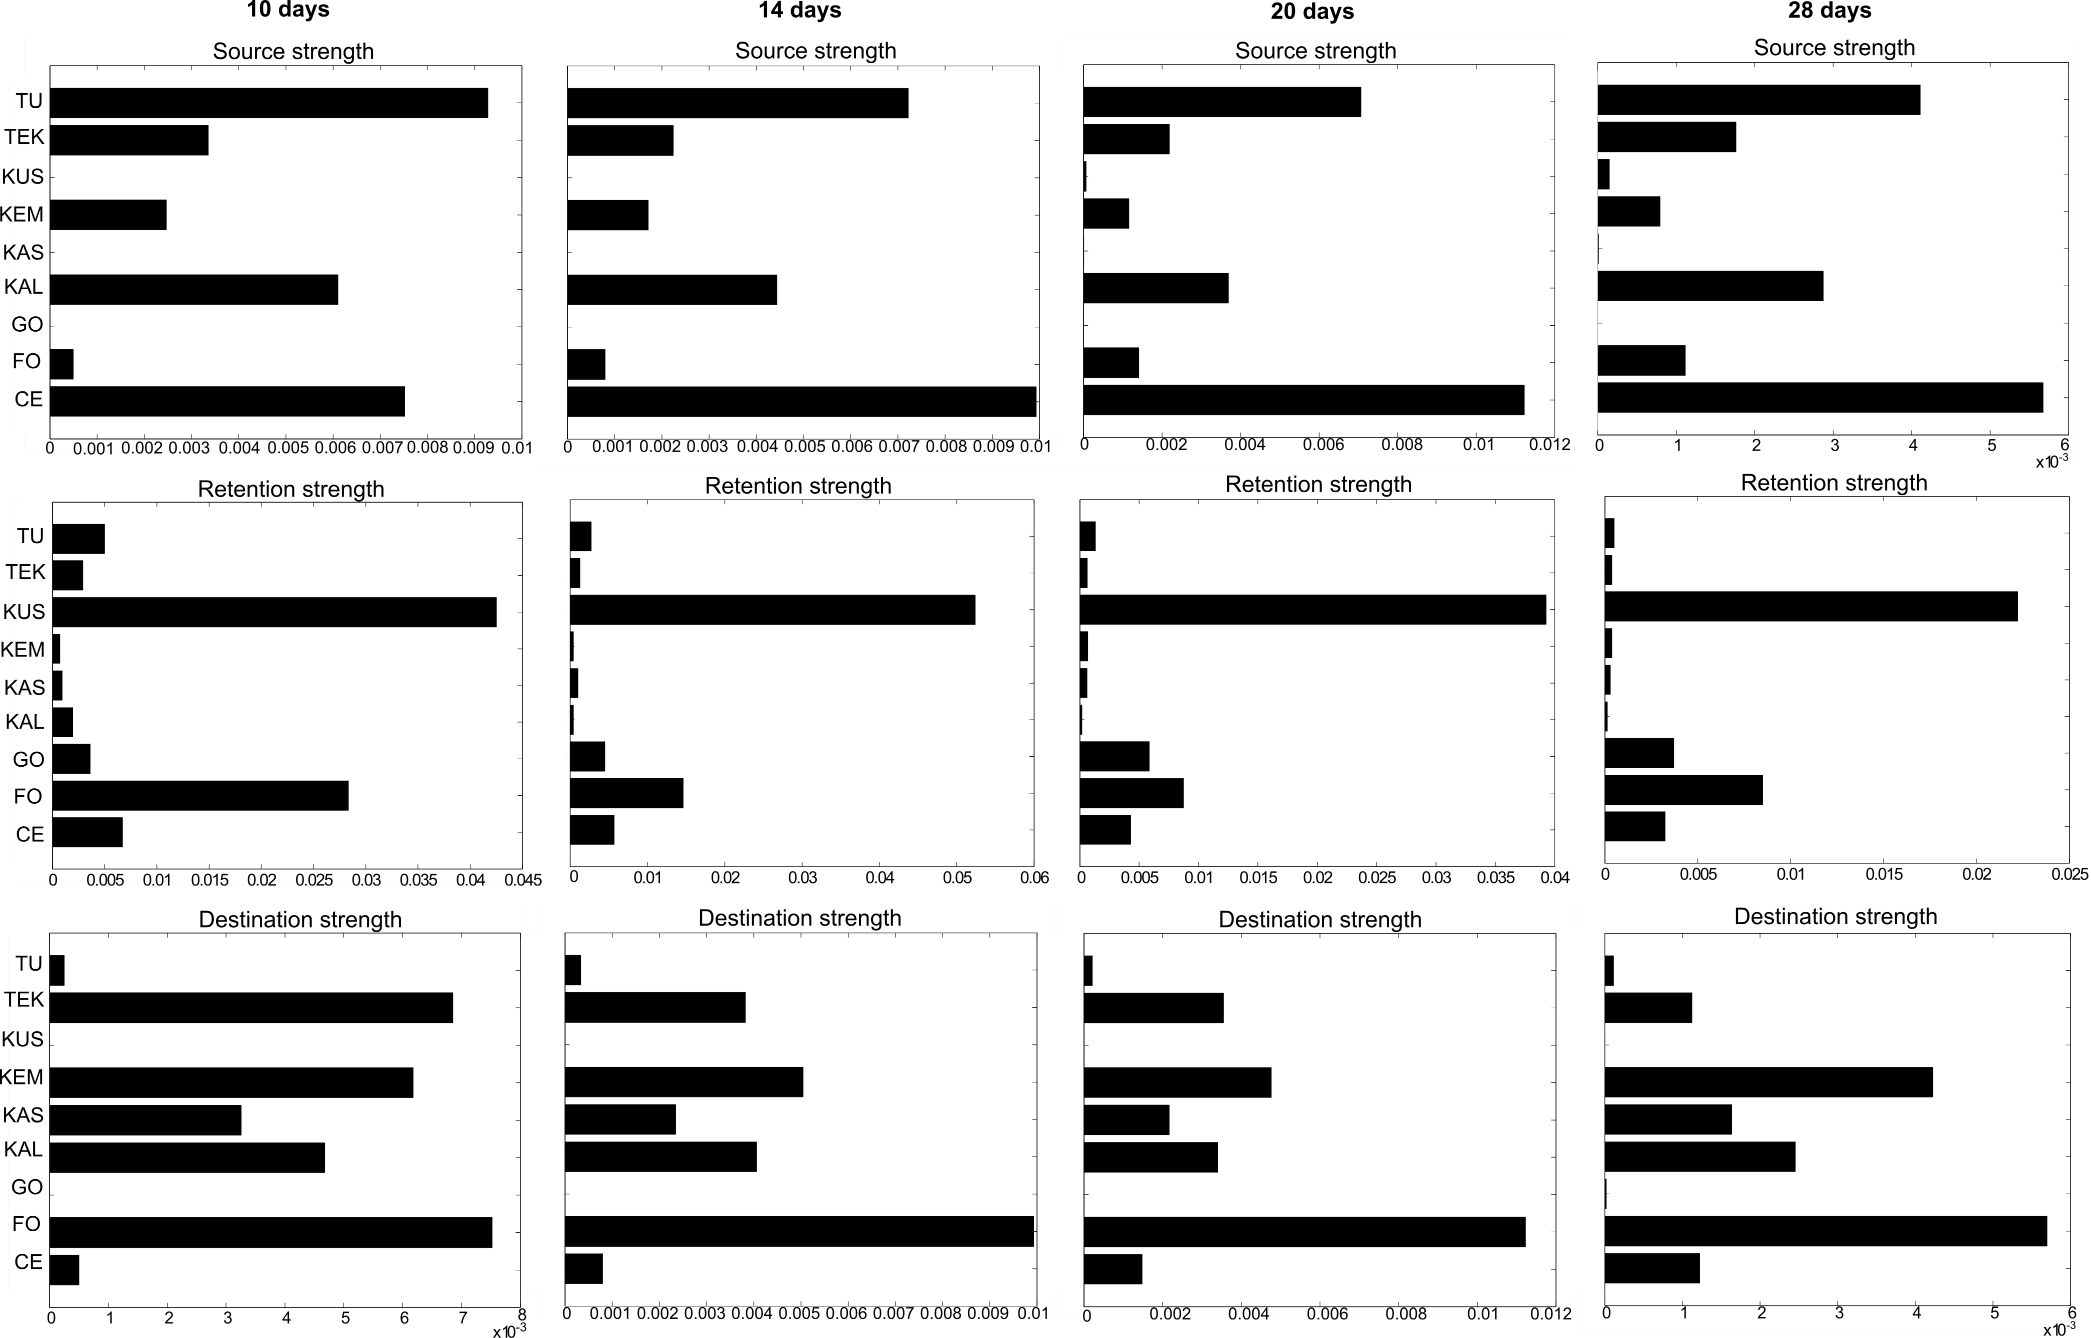 10 days 14 days 20 days 28 days
Source strength Source strength Source strength Source strength
TU
TEK
KUS
KEM
KAS
KAL
GO
FO
CE
0 0.001 0.002 0.003 0.004 0.005 0.006 0.007 0.008 0.009 0.01 0 0.001 0.002 0.003 0.004 0.005 0.006 0.007 0.008 0.009 0.01 0 0.002 0.004 0.006 0.008 0.01 0.012 0 1 2 3 4 5 6
x10-3
Retention strength Retention strength Retention strength Retention strength
TU
TEK
KUS
KEM
KAS
KAL
GO
FO
CE
0 0.005 0.01 0.015 0.02 0.025 0.03 0.035 0.04 0.045 0 0.01 0.02 0.03 0.04 0.05 0.06 0 0.005 0.01 0.015 0.02 0.025 0.03 0.035 0.04 0 0.005 0.01 0.015 0.02 0.025
Destination strength Destination strength Destination strength Destination strength
TU
TEK
KUS
KEM
KAS
KAL
GO
FO
CE
0 1 2 3 4 5 6 7 8 0 0.001 0.002 0.003 0.004 0.005 0.006 0.007 0.008 0.009 0.01 0 0.002 0.004 0.006 0.008 0.01 0.012 0 1 2 3 4 5 6
x10-3 x10-3